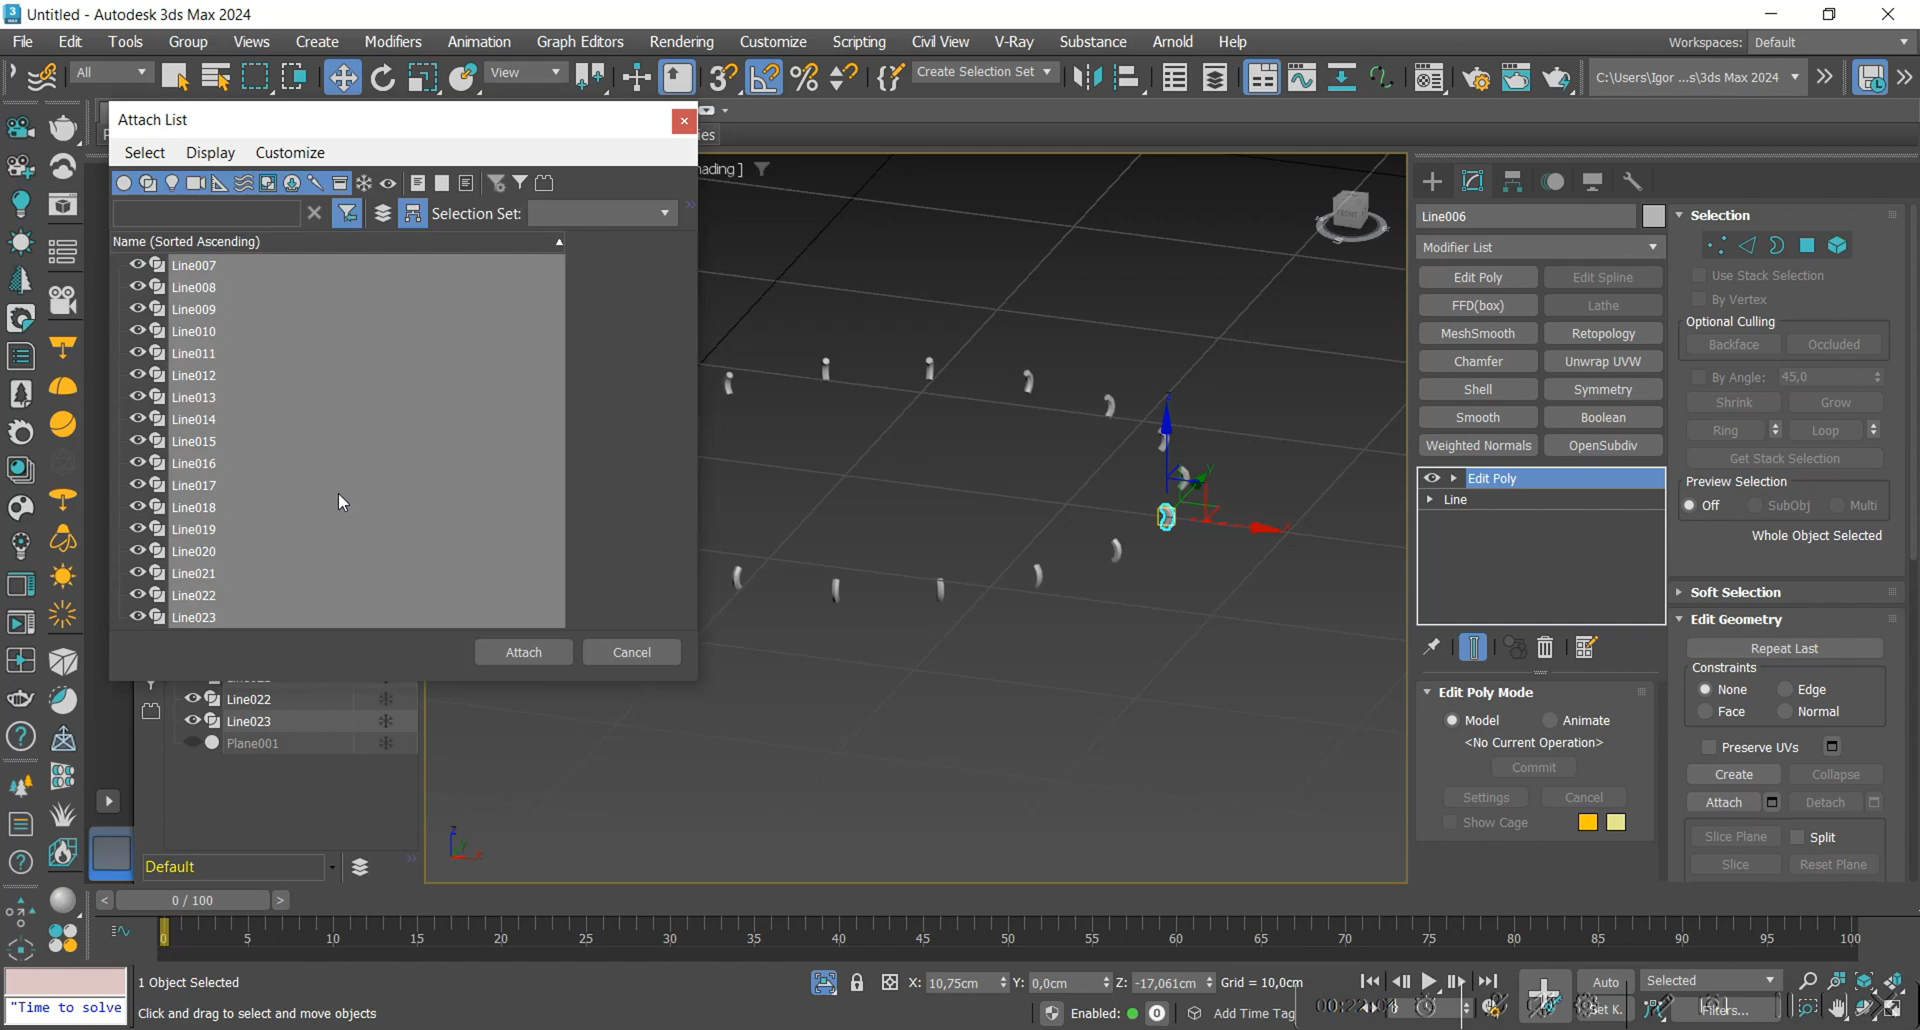 Untitled - Autodesk 3ds Max 2024
File Edit Tools Group Views Create Modifiers Animation Graph Editors Rendering Customize Scripting Civil View V-Ray Substance Arnold Help
Workspaces: Default
All
View
Create Selection Set
C:\Users\Igor ...s\3ds Max 2024
Attach List
Select Display Customize
Selection Set:
Name (Sorted Ascending)
Line007
Line008
Line009
Line010
Line011
Line012
Line013
Line014
Line015
Line016
Line017
Line018
Line019
Line020
Line021
Line022
Line023
Attach Cancel
Line022
Line023
Plane001
Default
ading ]
FRONT
z
y
x
Line006
Modifier List
Edit Poly Edit Spline
FFD(box) Lathe
MeshSmooth Retopology
Chamfer Unwrap UVW
Shell Symmetry
Smooth Boolean
Weighted Normals OpenSubdiv
Edit Poly
Line
Edit Poly Mode
Model Animate
<No Current Operation>
Commit
Settings Cancel
Show Cage
Selection
Use Stack Selection
By Vertex
Optional Culling
Backface Occluded
By Angle: 45,0
Shrink Grow
Ring Loop
Get Stack Selection
Preview Selection
Off SubObj Multi
Whole Object Selected
Soft Selection
Edit Geometry
Repeat Last
Constraints
None Edge
Face Normal
Preserve UVs
Create Collapse
Attach Detach
Slice Plane Split
Slice Reset Plane
< 0 / 100 >
0 5 10 15 20 25 30 35 40 45 50 55 60 65 70 75 80 85 90 95 100
"Time to solve
1 Object Selected
Click and drag to select and move objects
X: 10,75cm Y: 0,0cm Z: -17,061cm Grid = 10,0cm
Enabled: 0 Add Time Tag
Auto Selected
Filters...